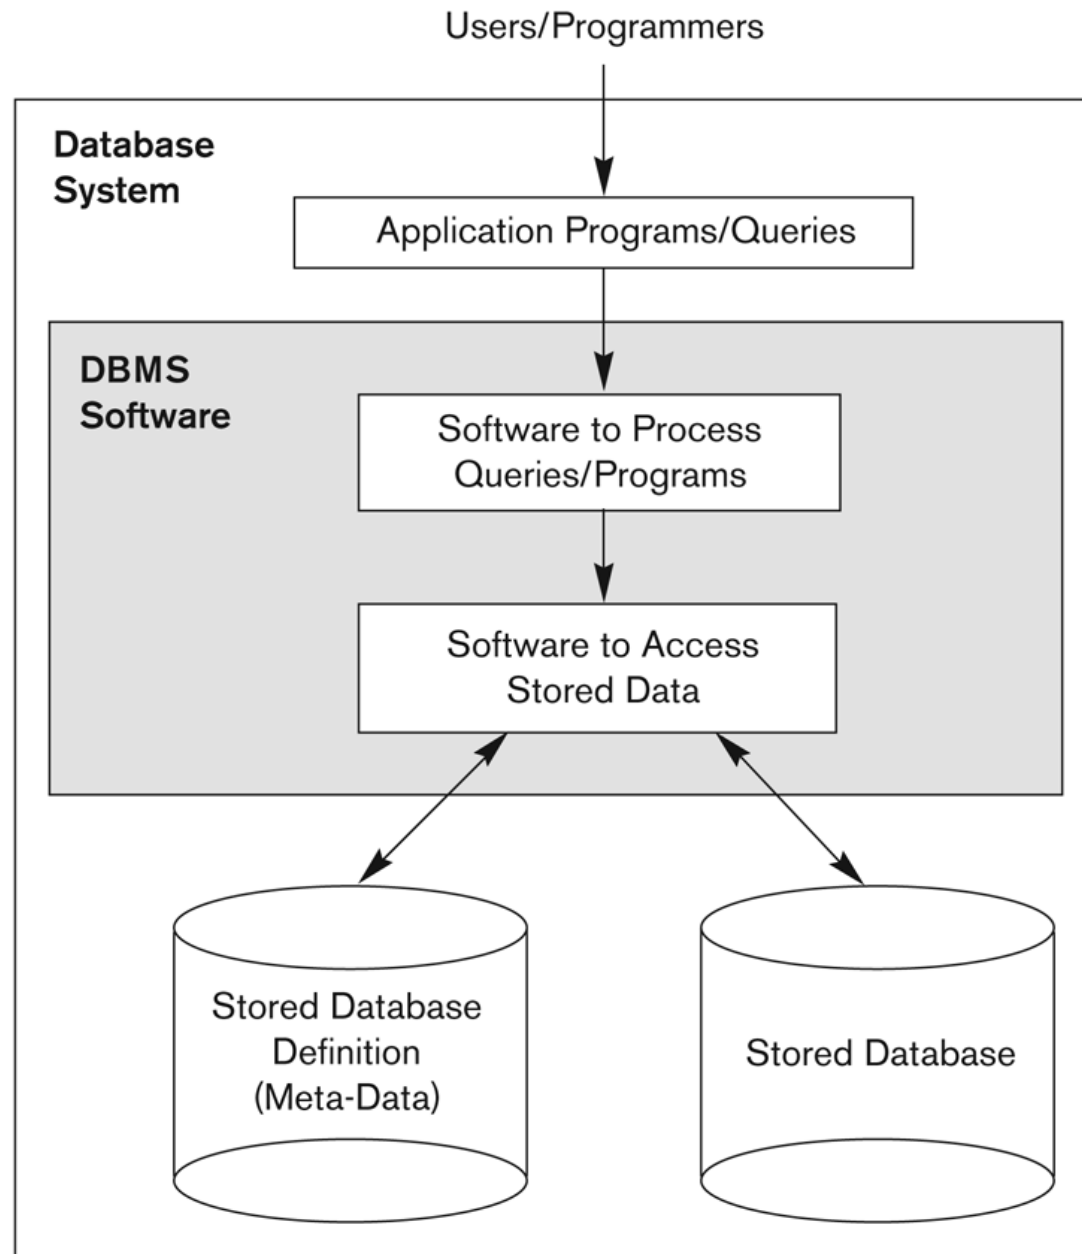 Users/Programmers
Database
System
Application Programs/Queries
DBMS
Software
Software to Process
Queries/Programs
Software to Access
Stored Data
Stored Database
Definition
(Meta-Data)
Stored Database